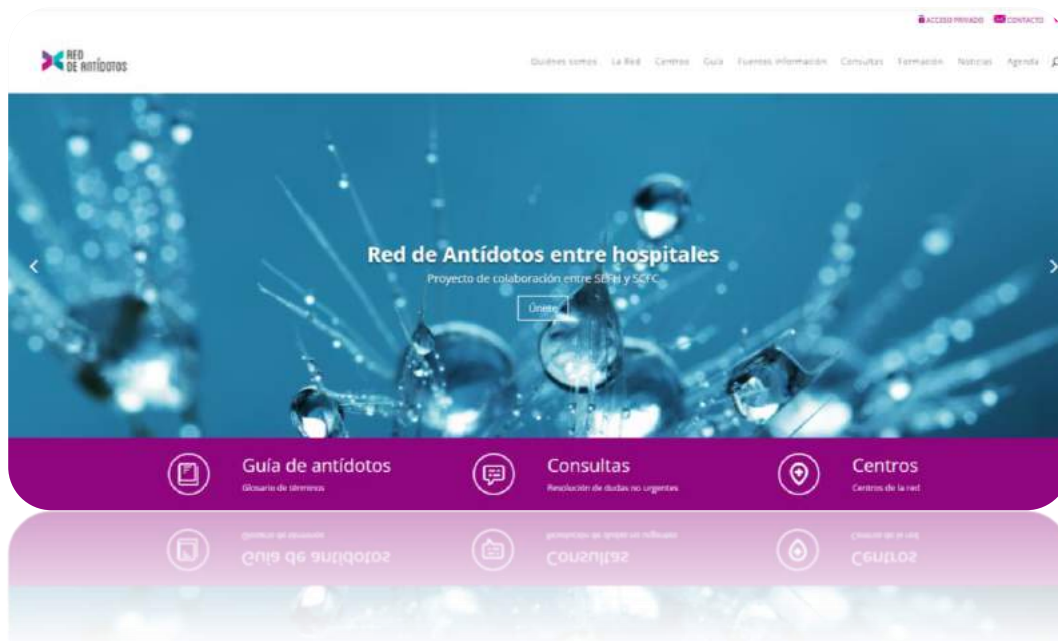 ACCESO PRIVADO CONTACTO
RED
DE ANTÍDOTOS
Quiénes somos La Red Centros Guía Fuentes información Consultas Formación Noticias Agenda
Red de Antídotos entre hospitales
Proyecto de colaboración entre SEFH y SCFC
Únete
Guía de antídotos
Glosario de términos
Consultas
Resolución de dudas no urgentes
Centros
Centros de la red